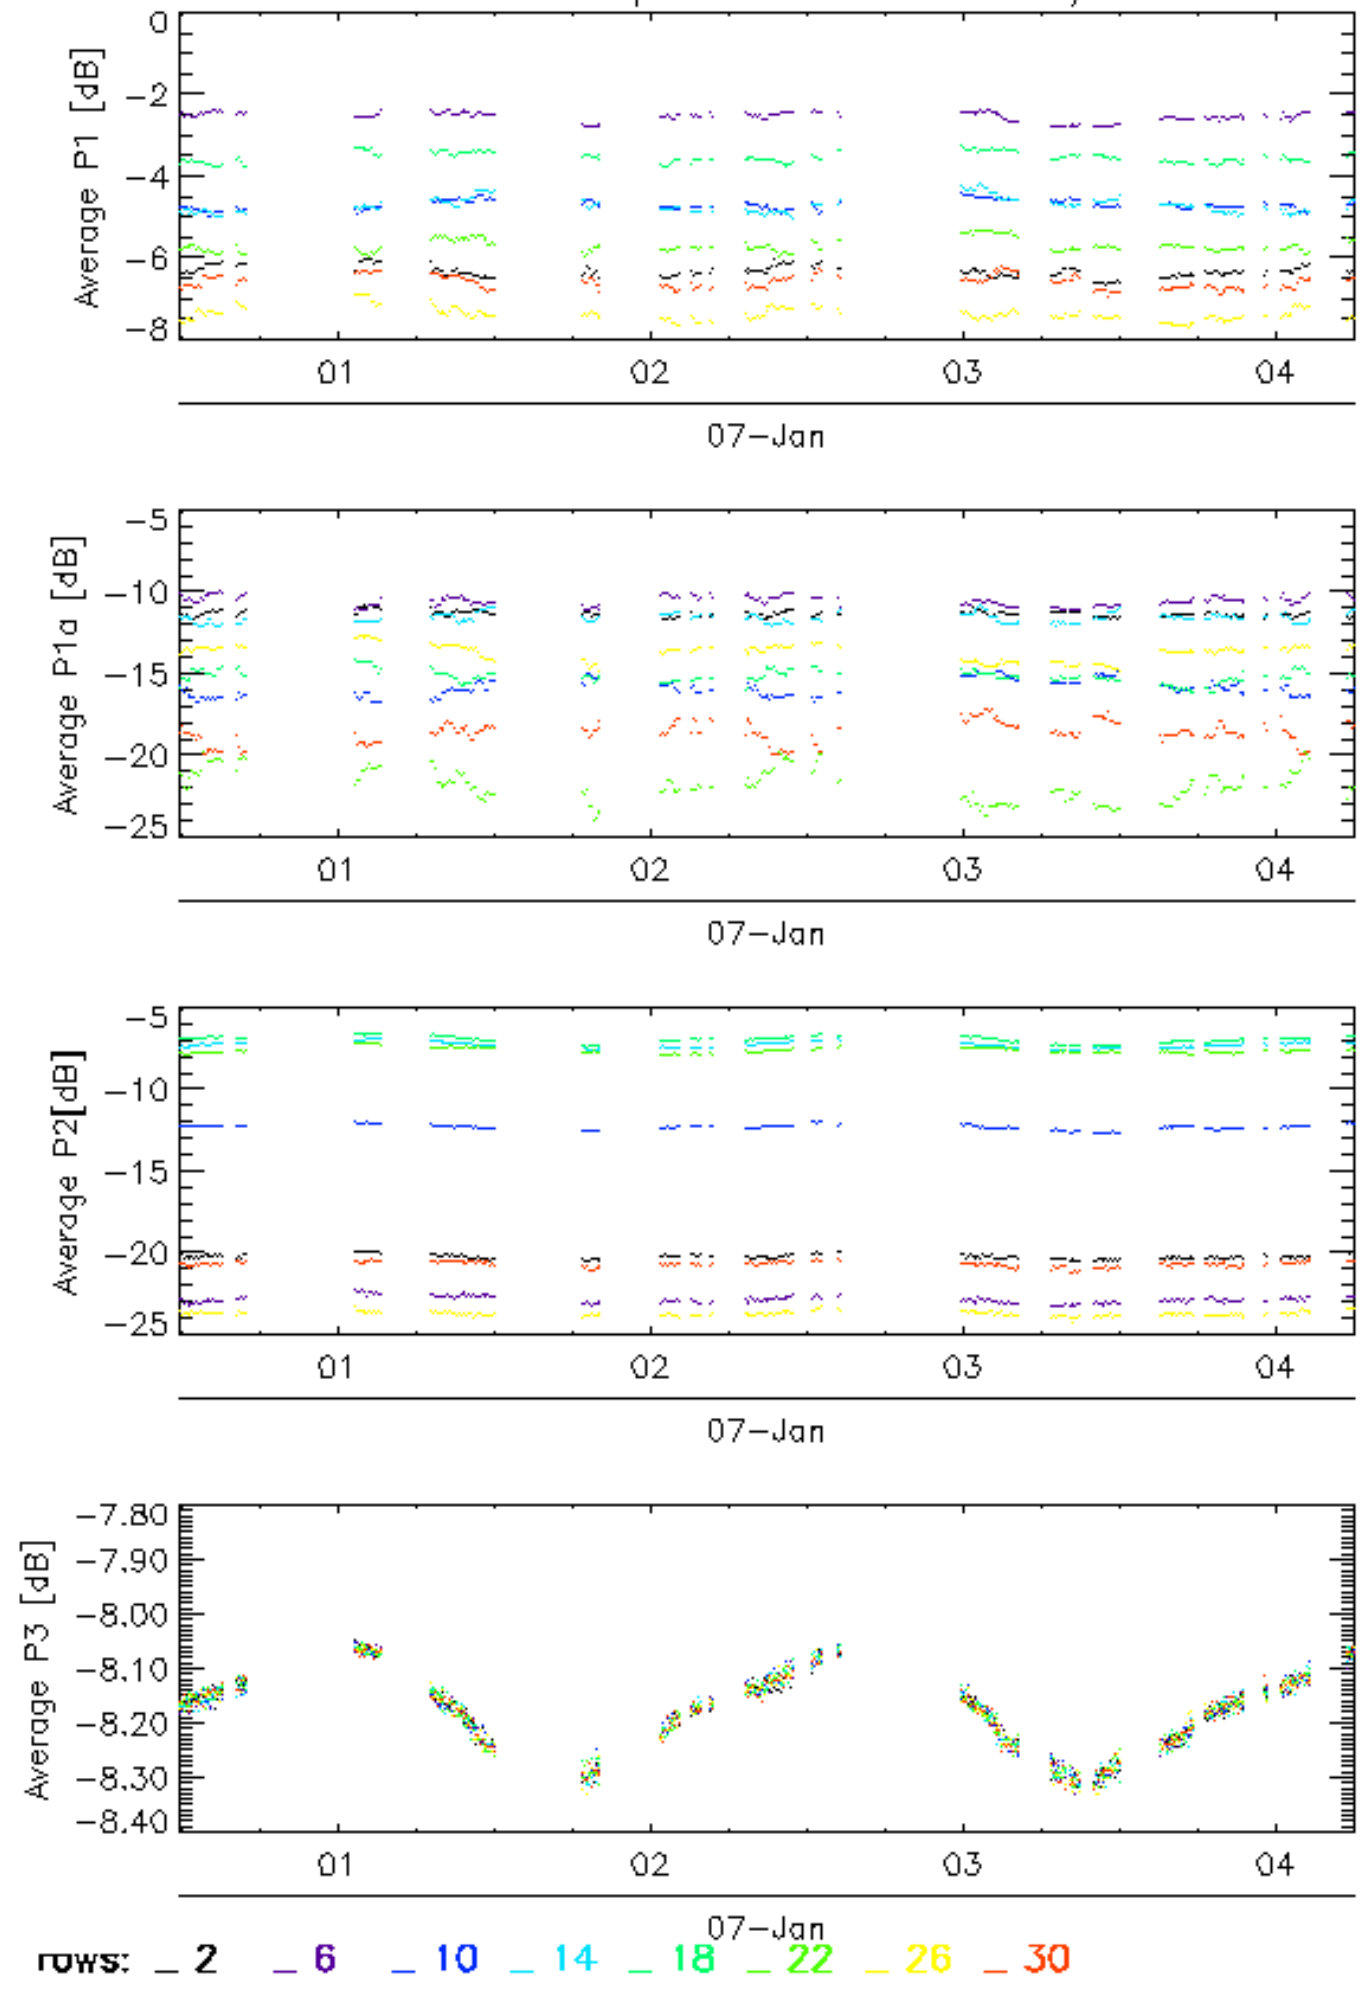 Average P1 [dB]
0
−2
−4
−6
−8
01 02 03 04
07−Jan
Average P1a [dB]
−5
−10
−15
−20
−25
01 02 03 04
07−Jan
Average P2[dB]
−5
−10
−15
−20
−25
01 02 03 04
07−Jan
Average P3 [dB]
−7.80
−7.90
−8.00
−8.10
−8.20
−8.30
−8.40
01 02 03 04
07−Jan
rows: _ 2 _ 6 _ 10 _ 14 _ 18 _ 22 _ 26 _ 30